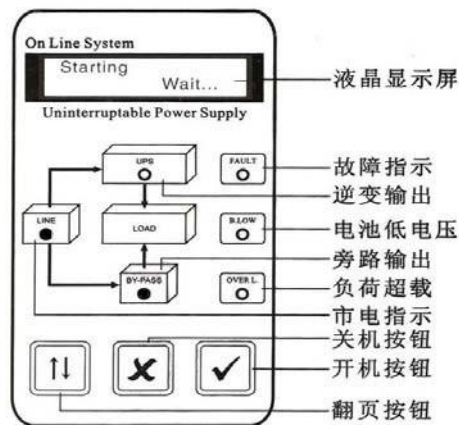 On Line System
Starting
Wait...
液晶显示屏
Uninterruptable Power Supply
UPS
FAULT
故障指示
逆变输出
LINE
LOAD
B.LOW
电池低电压
旁路输出
BY-PASS
OVER L.
负荷超载
市电指示
关机按钮
开机按钮
翻页按钮